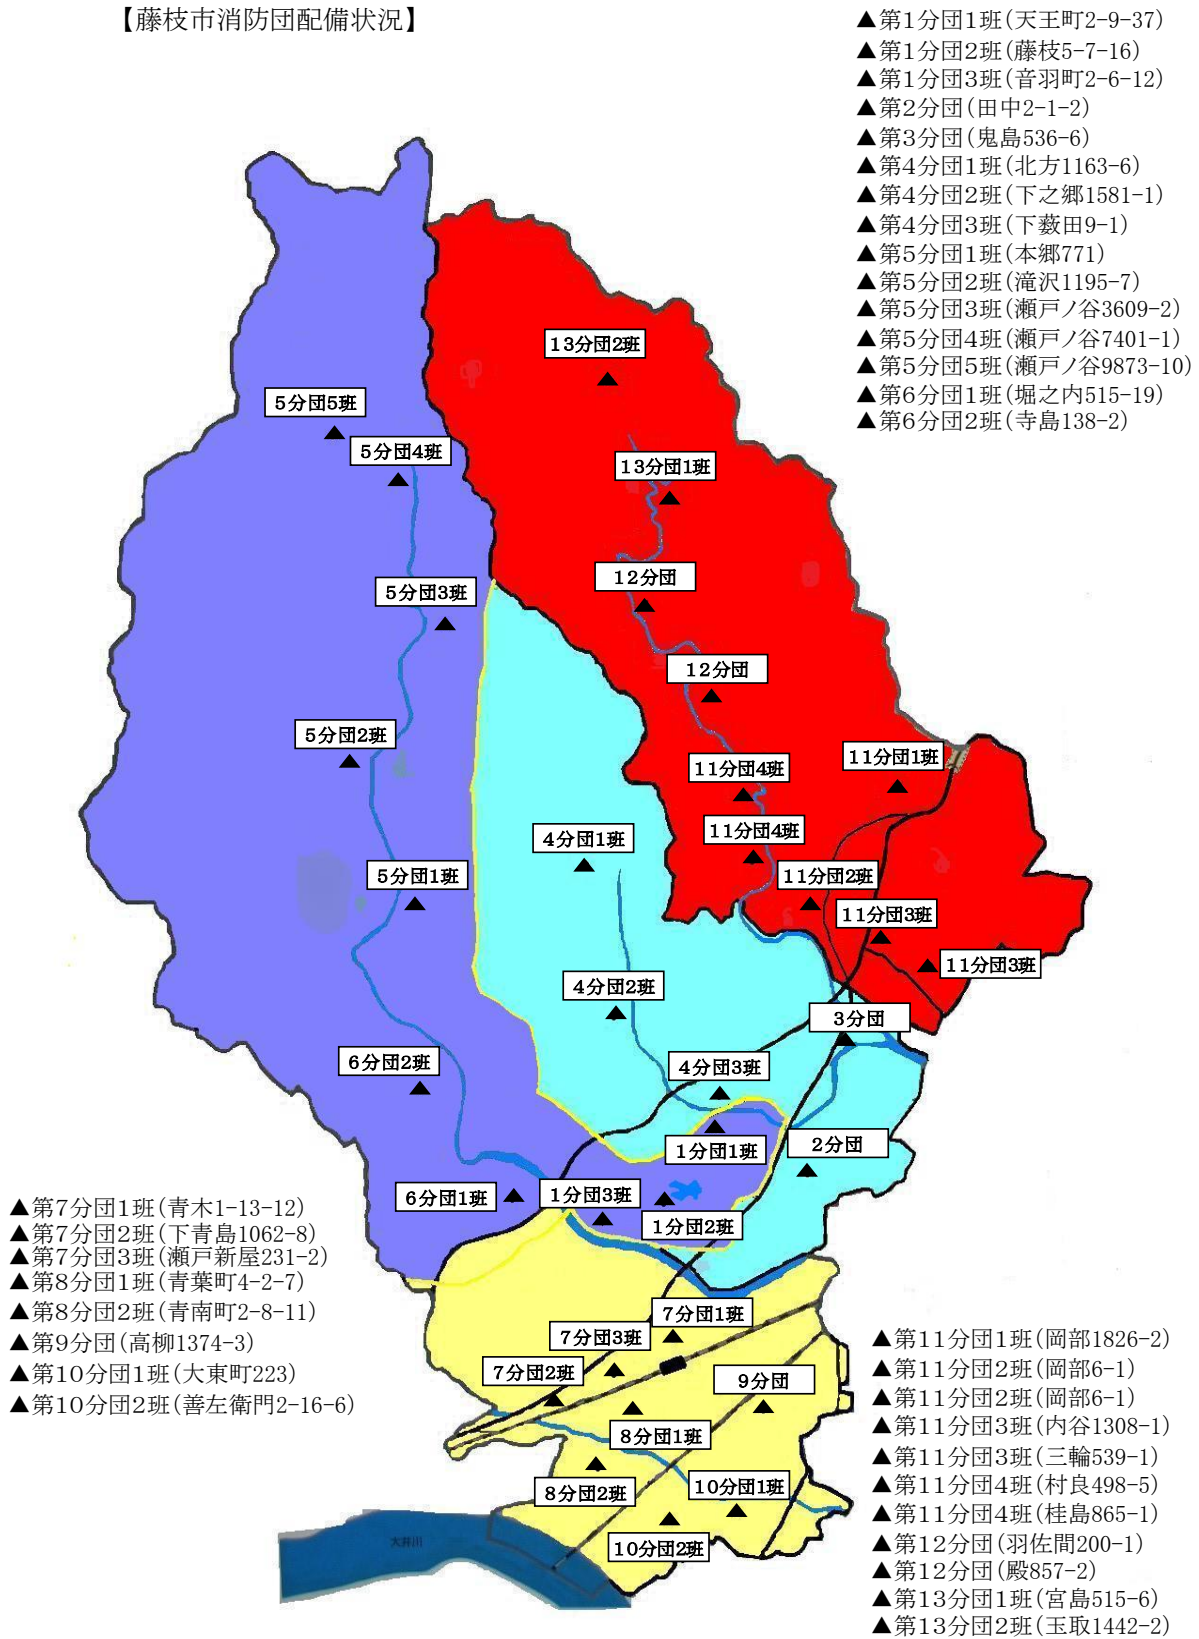 【藤枝市消防団配備状況】
▲第1分団1班(天王町2-9-37)
▲第1分団2班(藤枝5-7-16)
▲第1分団3班(音羽町2-6-12)
▲第2分団(田中2-1-2)
▲第3分団(鬼島536-6)
▲第4分団1班(北方1163-6)
▲第4分団2班(下之郷1581-1)
▲第4分団3班(下薮田9-1)
▲第5分団1班(本郷771)
▲第5分団2班(滝沢1195-7)
▲第5分団3班(瀬戸ノ谷3609-2)
▲第5分団4班(瀬戸ノ谷7401-1)
▲第5分団5班(瀬戸ノ谷9873-10)
▲第6分団1班(堀之内515-19)
▲第6分団2班(寺島138-2)
13分団2班
5分団5班
5分団4班
13分団1班
12分団
5分団3班
12分団
5分団2班
11分団1班
11分団4班
11分団4班
4分団1班
5分団1班
11分団2班
11分団3班
11分団3班
4分団2班
3分団
6分団2班
4分団3班
1分団1班
2分団
6分団1班
1分団3班
1分団2班
7分団1班
7分団3班
7分団2班
9分団
8分団1班
8分団2班
10分団1班
10分団2班
大井川
▲第7分団1班(青木1-13-12)
▲第7分団2班(下青島1062-8)
▲第7分団3班(瀬戸新屋231-2)
▲第8分団1班(青葉町4-2-7)
▲第8分団2班(青南町2-8-11)
▲第9分団(高柳1374-3)
▲第10分団1班(大東町223)
▲第10分団2班(善左衛門2-16-6)
▲第11分団1班(岡部1826-2)
▲第11分団2班(岡部6-1)
▲第11分団2班(岡部6-1)
▲第11分団3班(内谷1308-1)
▲第11分団3班(三輪539-1)
▲第11分団4班(村良498-5)
▲第11分団4班(桂島865-1)
▲第12分団(羽佐間200-1)
▲第12分団(殿857-2)
▲第13分団1班(宮島515-6)
▲第13分団2班(玉取1442-2)